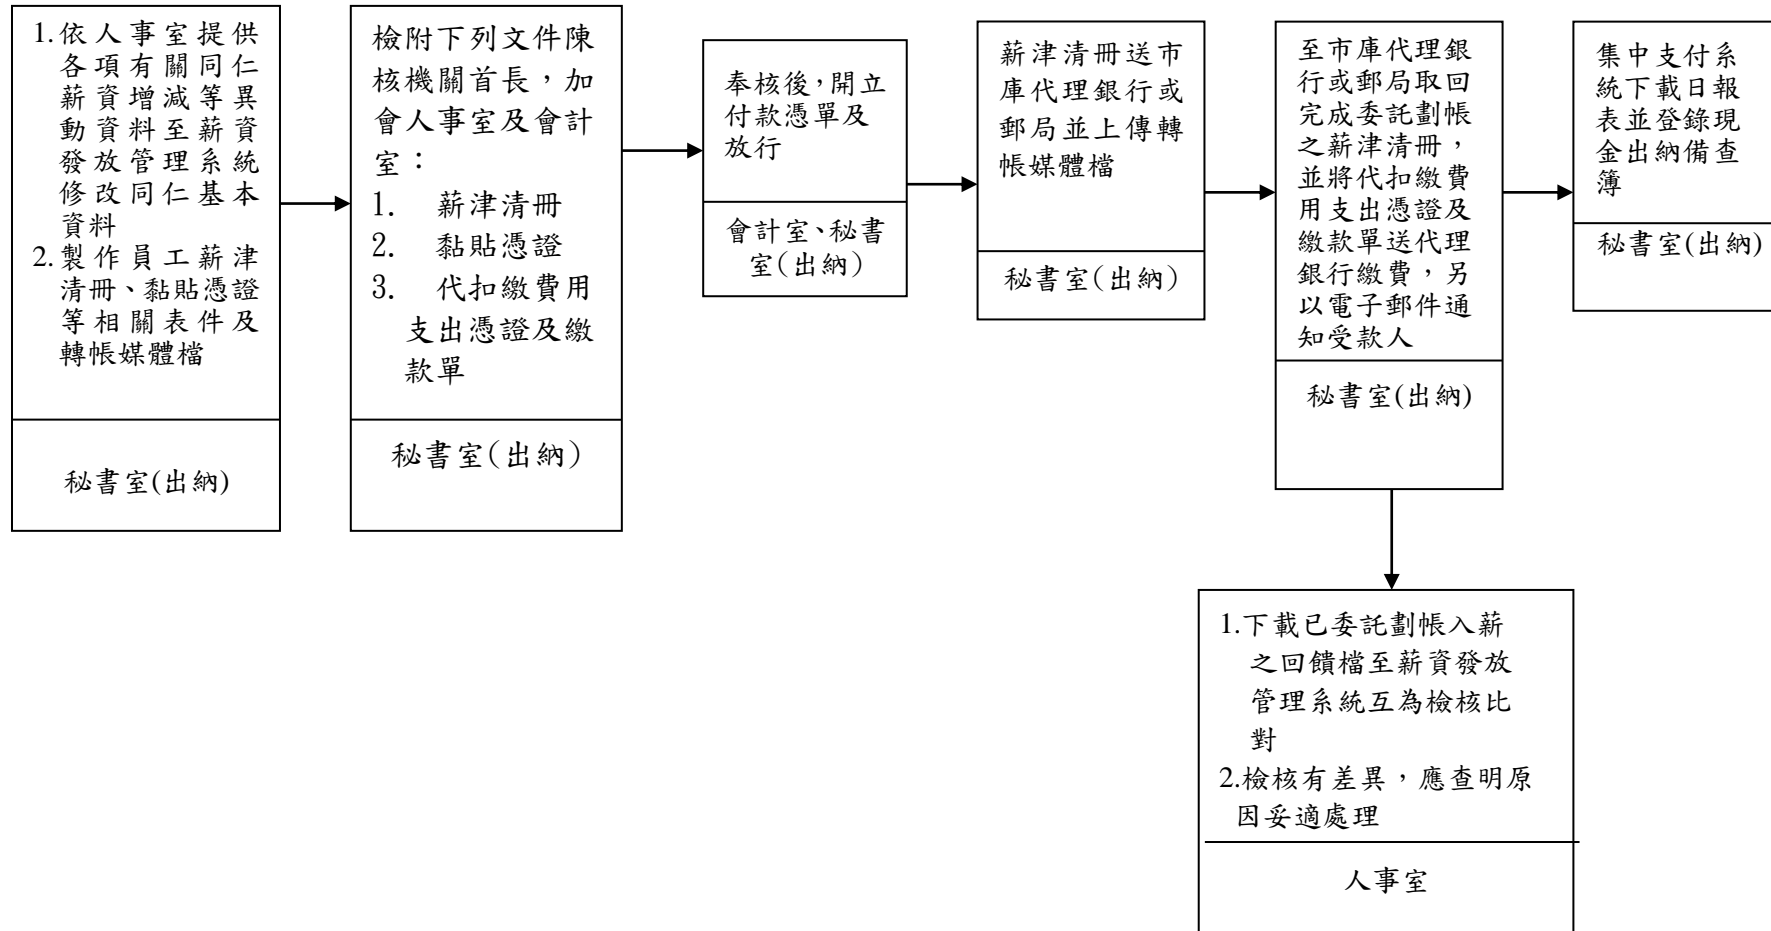 1.依人事室提供
各項有關同仁
薪資增減等異
動資料至薪資
發放管理系統
修改同仁基本
資料
2.製作員工薪津
清冊、黏貼憑證
等相關表件及
轉帳媒體檔
秘書室(出納)
檢附下列文件陳
核機關首長，加
會人事室及會計
室：
1. 薪津清冊
2. 黏貼憑證
3. 代扣繳費用
支出憑證及繳
款單
秘書室(出納)
奉核後，開立
付款憑單及
放行
會計室、秘書
室(出納)
薪津清冊送市
庫代理銀行或
郵局並上傳轉
帳媒體檔
秘書室(出納)
至市庫代理銀
行或郵局取回
完成委託劃帳
之薪津清冊，
並將代扣繳費
用支出憑證及
繳款單送代理
銀行繳費，另
以電子郵件通
知受款人
秘書室(出納)
集中支付系
統下載日報
表並登錄現
金出納備查
簿
秘書室(出納)
1.下載已委託劃帳入薪
之回饋檔至薪資發放
管理系統互為檢核比
對
2.檢核有差異，應查明原
因妥適處理
人事室